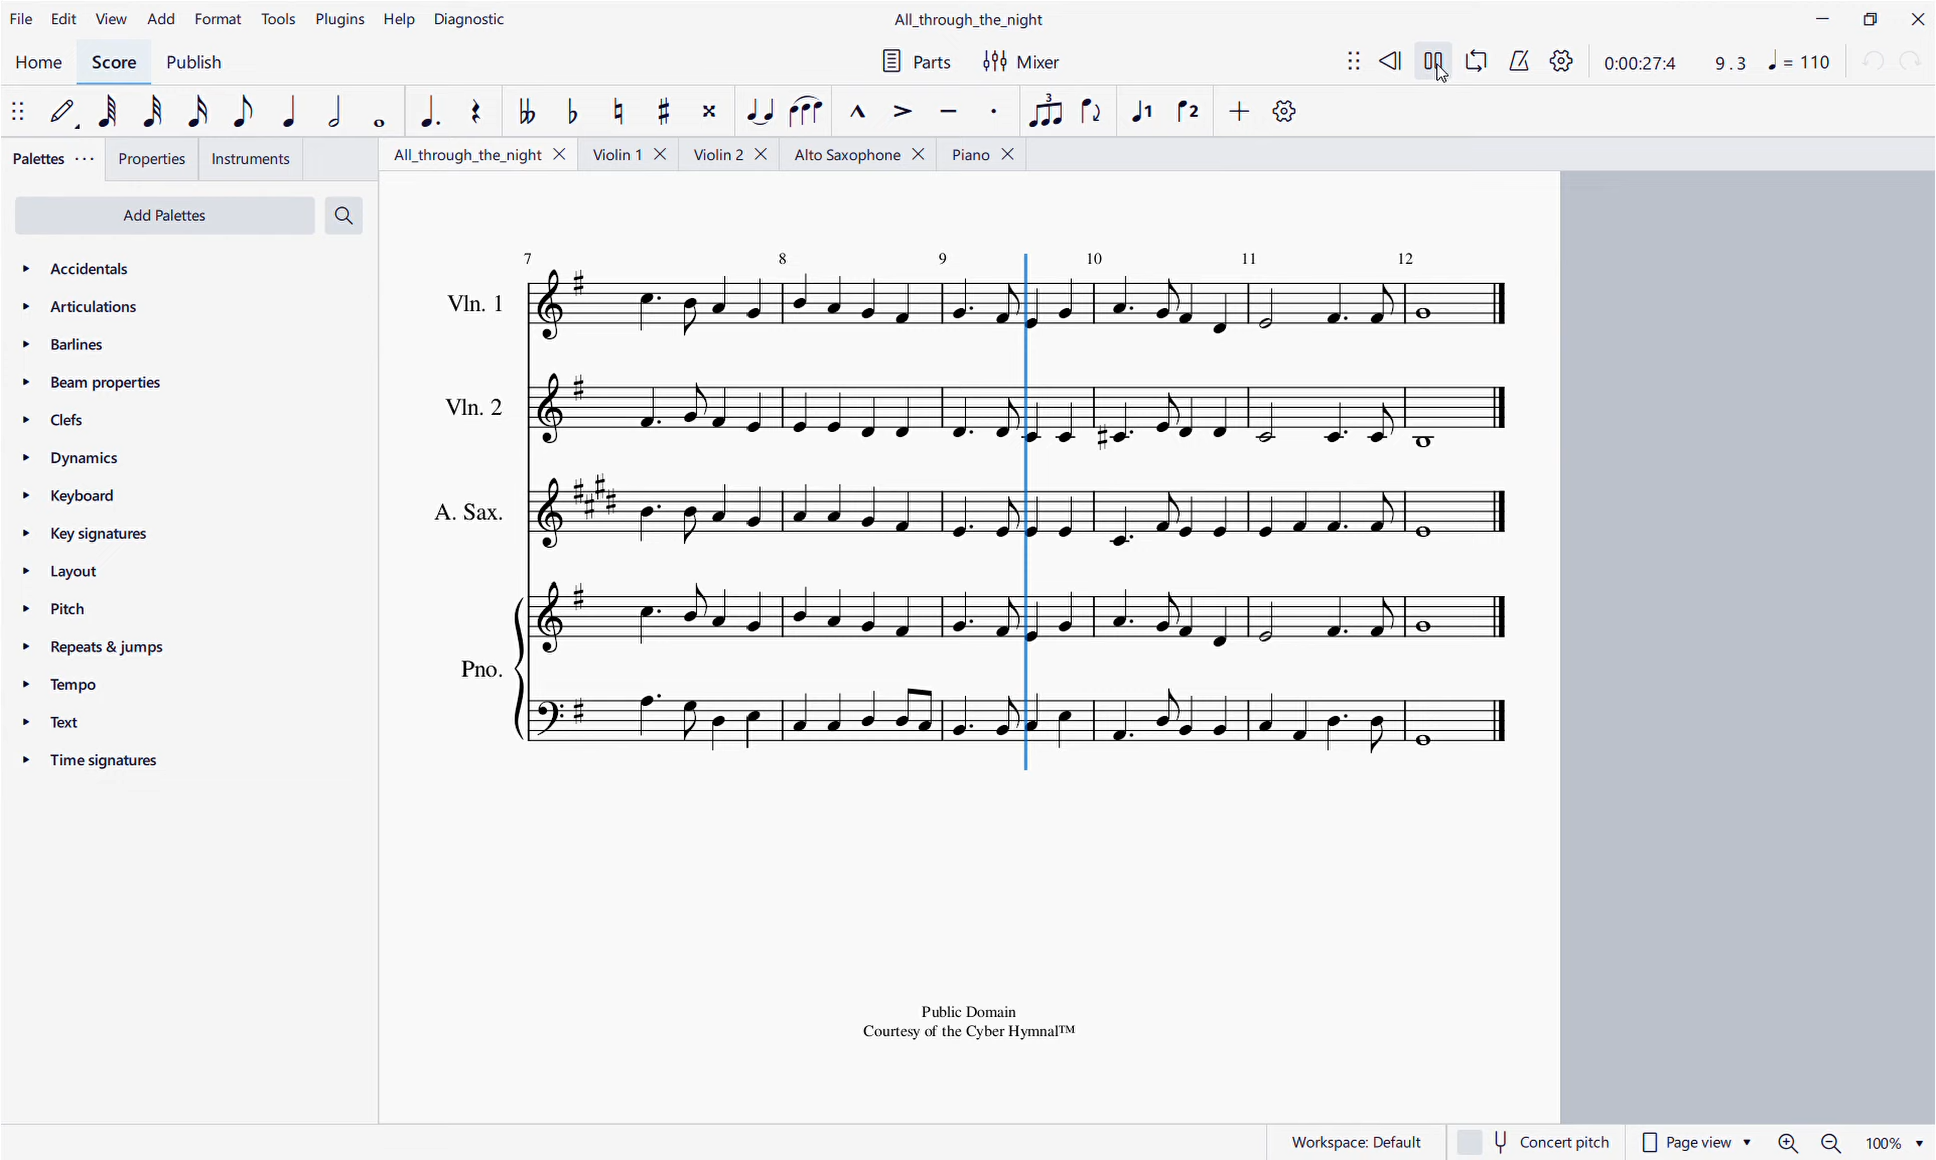 File Edit View Add Format Tools Plugins Help Diagnostic
All_through_the_night
Home Score Publish
Parts Mixer
0:00:27:4 9 . 3 = 110
3
1 2
Palettes Properties Instruments
All_through_the_night Violin 1 Violin 2 Alto Saxophone Piano
Add Palettes
Accidentals
Articulations
Barlines
Beam properties
Clefs
Dynamics
Keyboard
Key signatures
Layout
Pitch
Repeats & jumps
Tempo
Text
Time signatures
7 8 9 10 11 12
Vln. 1
Vln. 2
A. Sax.
Pno.
Public Domain
Courtesy of the Cyber Hymnal™
Workspace: Default Concert pitch Page view 100%